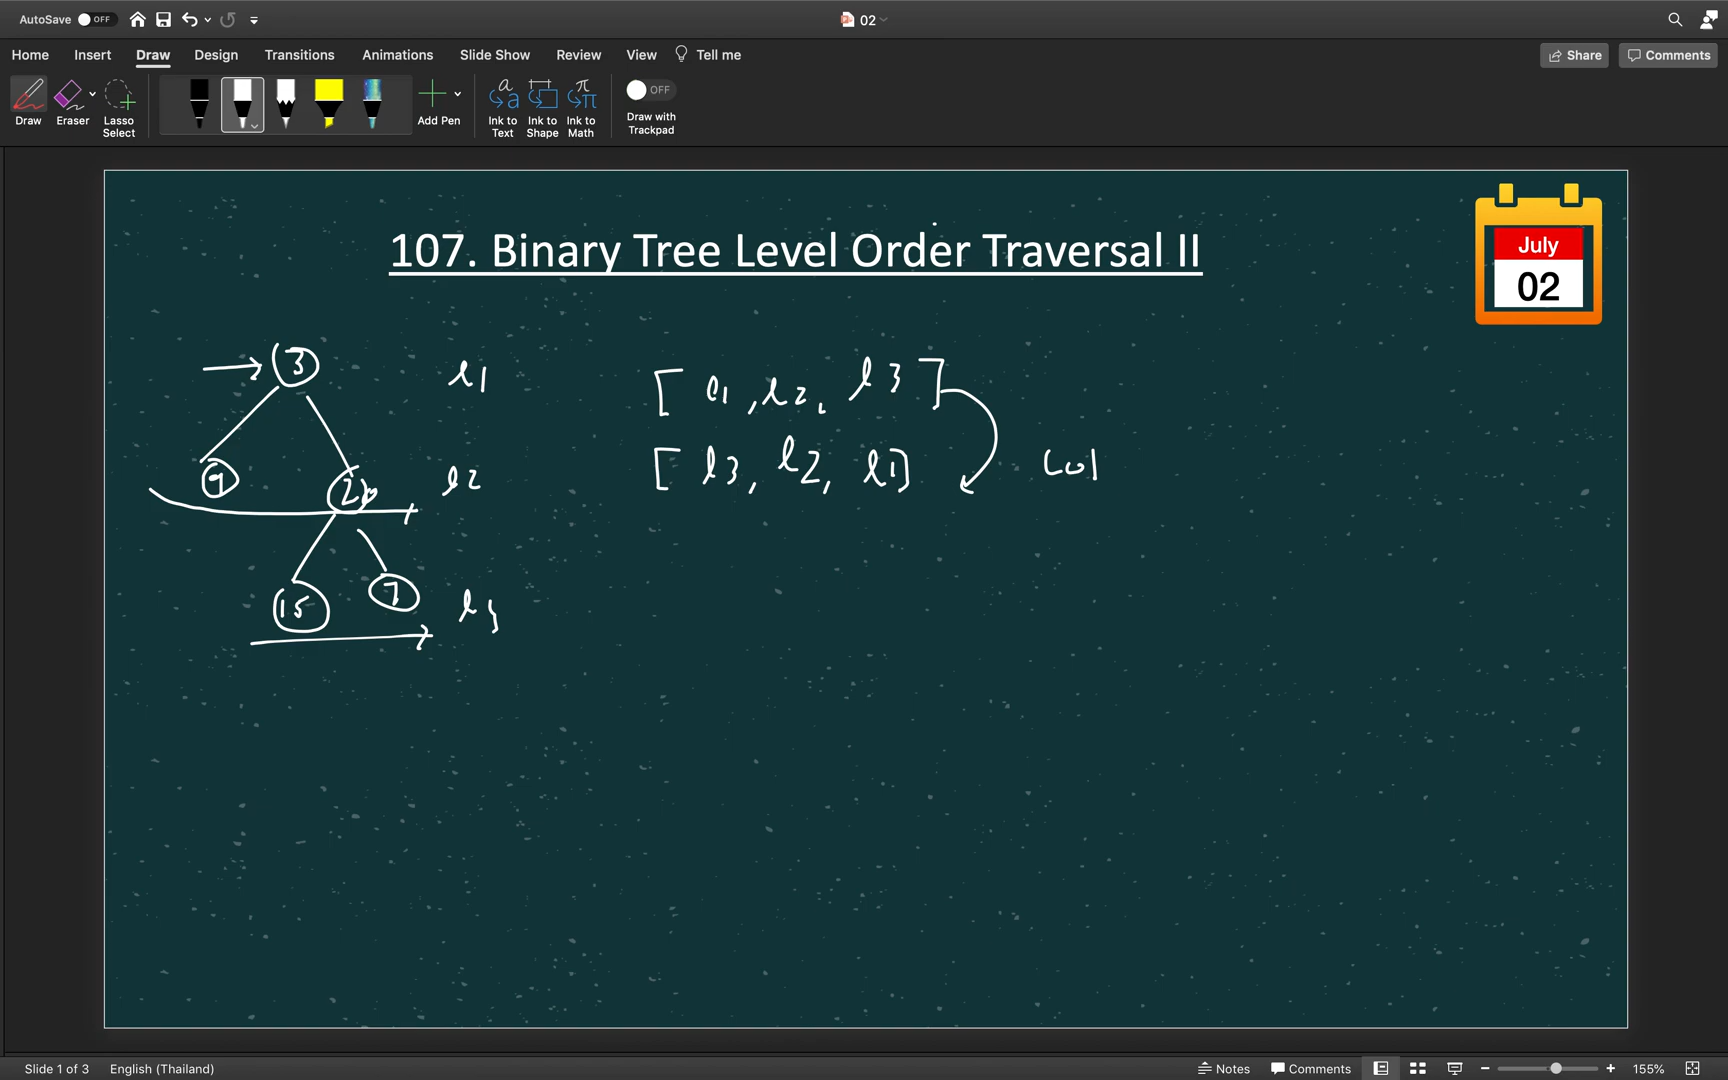 AutoSave OFF 02
Home Insert Draw Design Transitions Animations Slide Show Review View Tell me Share Comments
Draw Eraser Lasso Select Add Pen Ink to Text Ink to Shape Ink to Math OFF Draw with Trackpad
107. Binary Tree Level Order Traversal II
July
02
3 l1
[ l1, l2, l3 ]
[ l3, l2, l1]
9 20 l2
15 7 l3
Slide 1 of 3 English (Thailand) Notes Comments 155%